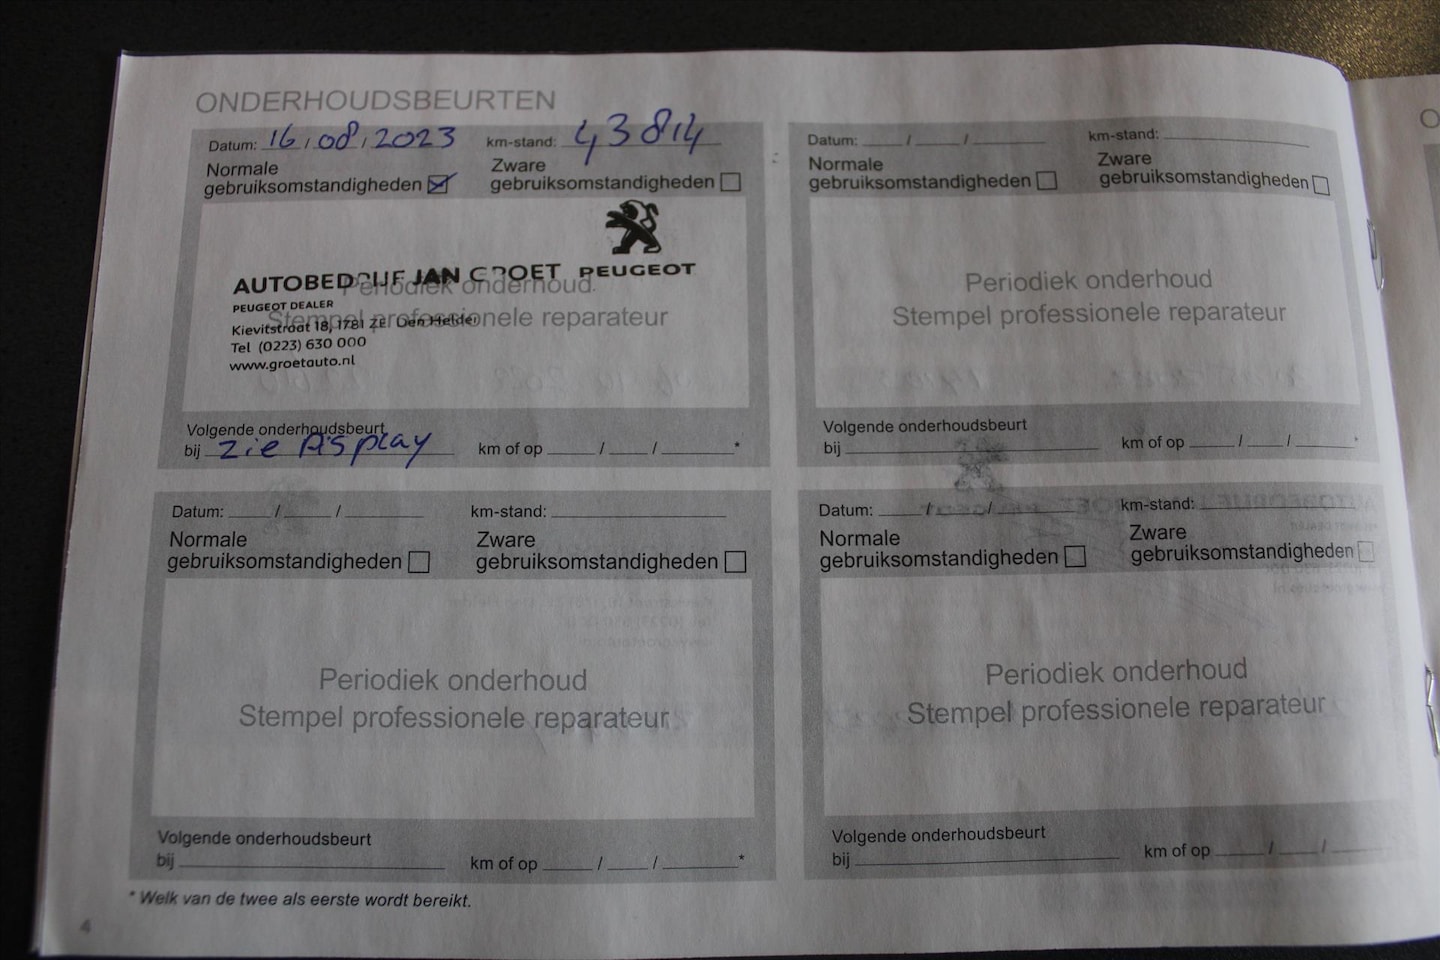 ONDERHOUDSBEURTEN
Datum: 16 / 08 / 2023 km-stand: 43814
Normale gebruiksomstandigheden Zware gebruiksomstandigheden
AUTOBEDRIJF JAN GROET PEUGEOT
Periodiek onderhoud
PEUGEOT DEALER
Stempel professionele reparateur
Kievitstraat 18, 1781 ZE Den Helder
Tel (0223) 630 000
www.groetauto.nl
Volgende onderhoudsbeurt
bij zie display km of op / / *
Datum: / / km-stand:
Normale gebruiksomstandigheden Zware gebruiksomstandigheden
Periodiek onderhoud
Stempel professionele reparateur
Volgende onderhoudsbeurt
bij km of op / / *
Datum: / / km-stand:
Normale gebruiksomstandigheden Zware gebruiksomstandigheden
Periodiek onderhoud
Stempel professionele reparateur
Volgende onderhoudsbeurt
bij km of op / / *
Datum: / / km-stand:
Normale gebruiksomstandigheden Zware gebruiksomstandigheden
Periodiek onderhoud
Stempel professionele reparateur
Volgende onderhoudsbeurt
bij km of op / /
* Welk van de twee als eerste wordt bereikt.
4